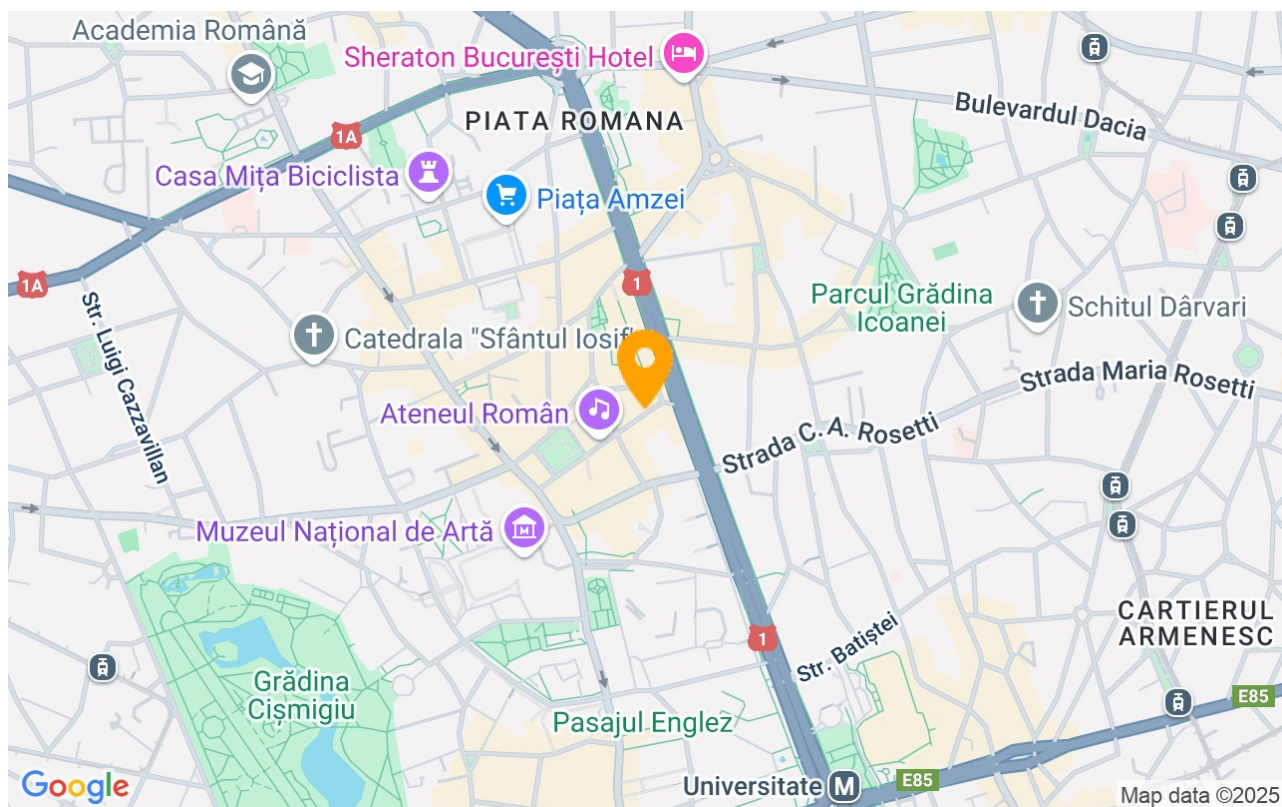 Academia Română
Sheraton București Hotel
PIATA ROMANA
Bulevardul Dacia
1A
Casa Mița Biciclista
Piața Amzei
1A
1
Str. Luigi Cazzavillan
Parcul Grădina
Icoanei
Schitul Dârvari
Catedrala "Sfântul Iosif"
Strada Maria Rosetti
Ateneul Român
Strada C. A. Rosetti
Muzeul Național de Artă
M
CARTIERUL
ARMENESC
1
Str. Batiștei
Grădina
Cișmigiu
Pasajul Englez
E85
Google
Universitate M
E85
Map data ©2025